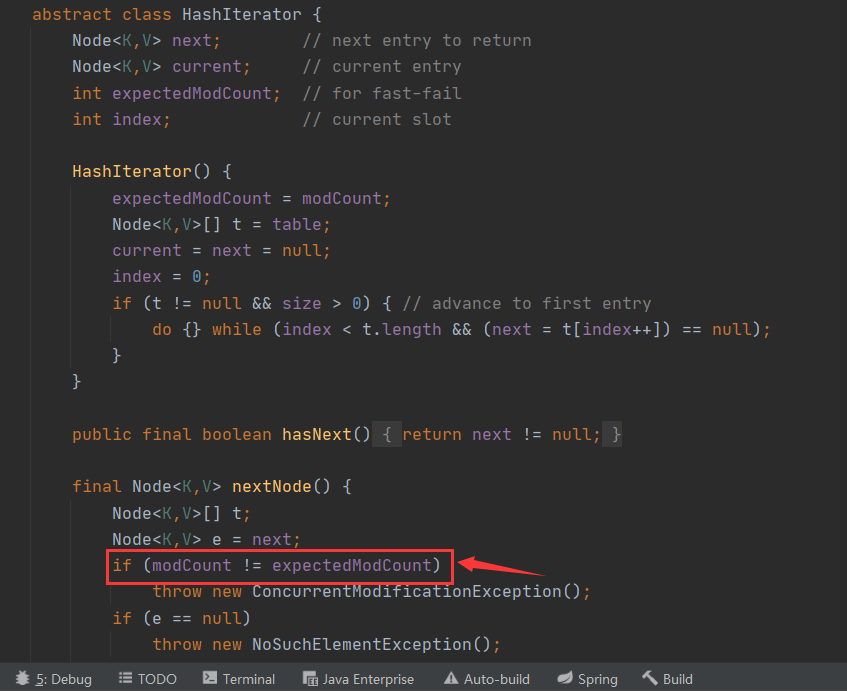 abstract class HashIterator {
    Node<K,V> next;        // next entry to return
    Node<K,V> current;     // current entry
    int expectedModCount;  // for fast-fail
    int index;             // current slot

    HashIterator() {
        expectedModCount = modCount;
        Node<K,V>[] t = table;
        current = next = null;
        index = 0;
        if (t != null && size > 0) { // advance to first entry
            do {} while (index < t.length && (next = t[index++]) == null);
        }
    }

    public final boolean hasNext() { return next != null; }

    final Node<K,V> nextNode() {
        Node<K,V>[] t;
        Node<K,V> e = next;
        if (modCount != expectedModCount)
            throw new ConcurrentModificationException();
        if (e == null)
            throw new NoSuchElementException();
5: Debug TODO Terminal Java Enterprise Auto-build Spring Build